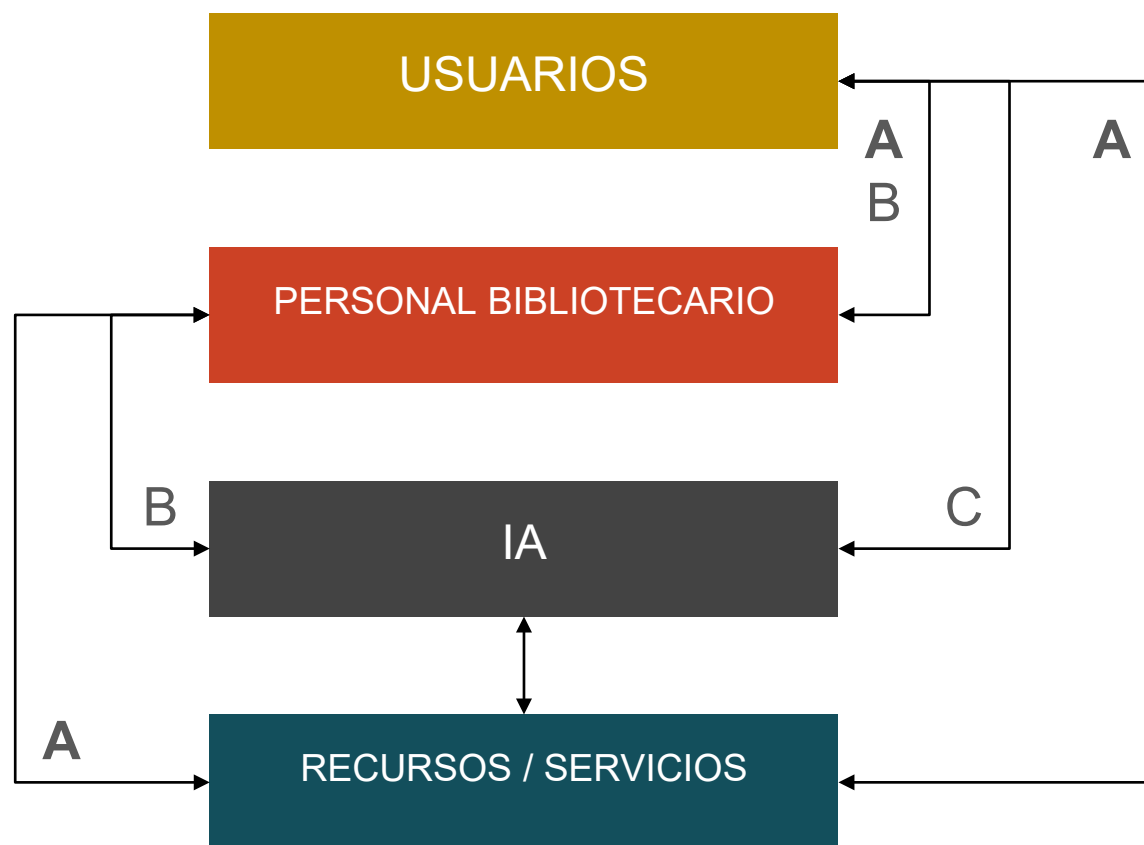 USUARIOS
A
A
B
PERSONAL BIBLIOTECARIO
B
IA
C
A
RECURSOS / SERVICIOS